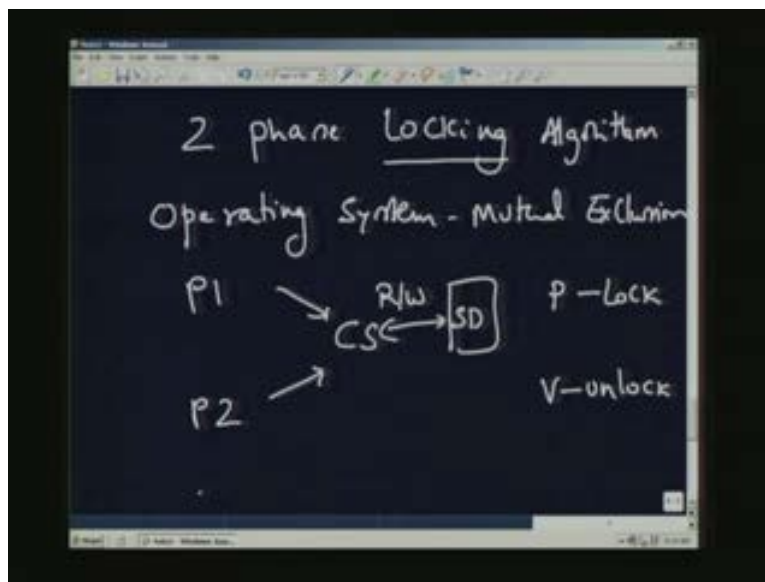 2 phase Locking Algorithm
Operating System - Mutual Exclusion
P1
R/W
P - Lock
CS
SD
V - unlock
P2